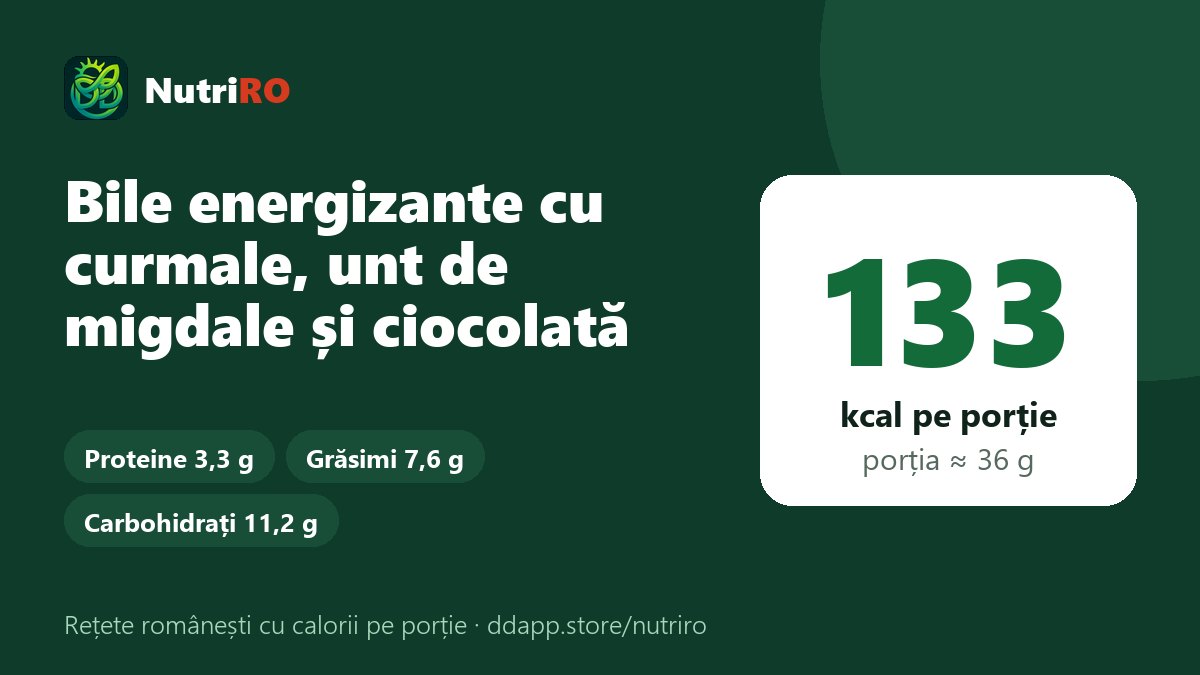 NutriRO
Bile energizante cu
curmale, unt de
migdale și ciocolată
Proteine 3,3 g
Grăsimi 7,6 g
Carbohidrați 11,2 g
133
kcal pe porție
porția ≈ 36 g
Rețete românești cu calorii pe porție · ddapp.store/nutriro